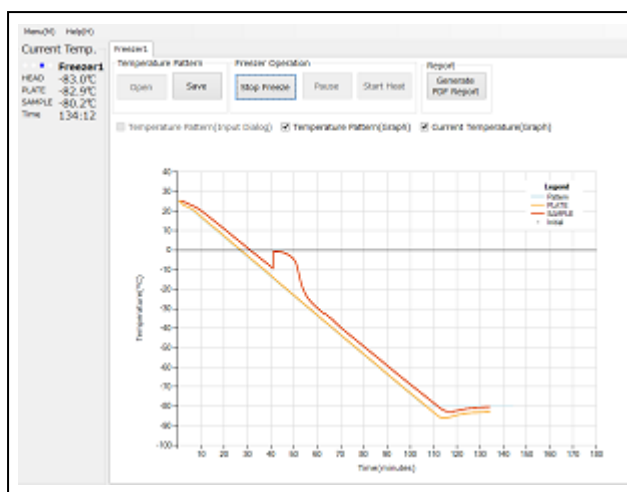 Menu(M) Help(H)
Current Temp.
Freezer1
HEAD -83.0℃
PLATE -82.9℃
SAMPLE -80.2℃
Time 134:12
Freezer1
Temperature Pattern
Open
Save
Freezer Operation
Stop Freeze
Pause
Start Heat
Report
Generate
PDF Report
Temperature Pattern(Input Dialog)
Temperature Pattern(Graph)
Current Temperature(Graph)
Legend
Pattern
PLATE
SAMPLE
Initial
Temperature(℃)
40
30
20
10
0
-10
-20
-30
-40
-50
-60
-70
-80
-90
-100
10 20 30 40 50 60 70 80 90 100 110 120 130 140 150 160 170 180
Time(minutes)